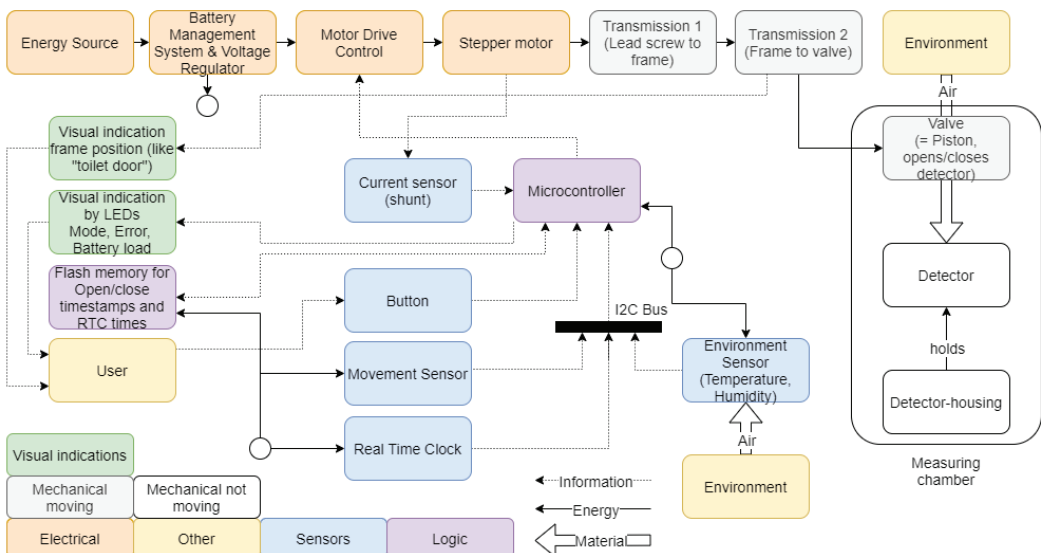 Energy Source
Battery
Management
System & Voltage
Regulator
Motor Drive
Control
Stepper motor
Transmission 1
(Lead screw to
frame)
Transmission 2
(Frame to valve)
Environment
Air
Visual indication
frame position (like
"toilet door")
Current sensor
(shunt)
Microcontroller
Valve
(= Piston,
opens/closes
detector)
Visual indication
by LEDs
Mode, Error,
Battery load
Detector
Flash memory for
Open/close
timestamps and
RTC times
Button
I2C Bus
User
Movement Sensor
Environment
Sensor
(Temperature,
Humidity)
holds
Detector-housing
Real Time Clock
Air
Environment
Measuring
chamber
Visual indications
Mechanical
moving
Mechanical not
moving
Electrical
Other
Sensors
Logic
Information
Energy
Material